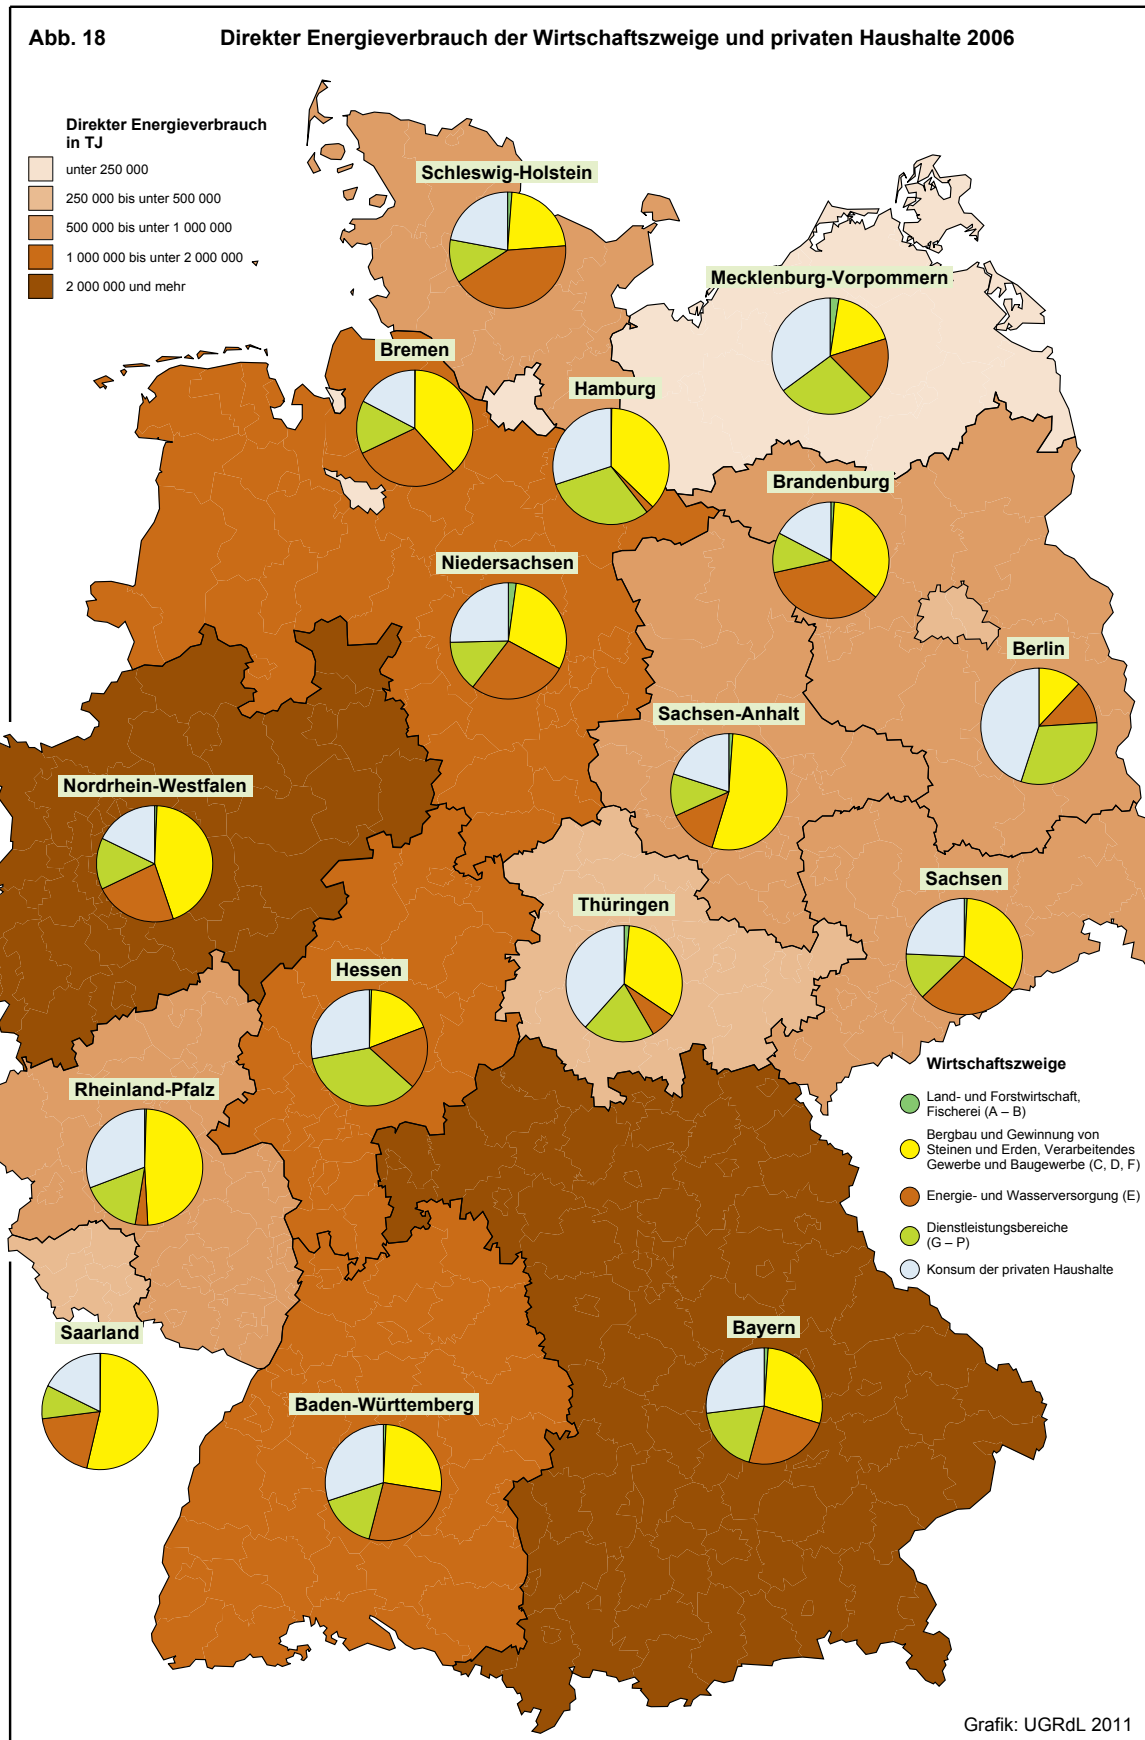 Abb. 18
Direkter Energieverbrauch der Wirtschaftszweige und privaten Haushalte 2006
Direkter Energieverbrauch
in TJ
unter 250 000
250 000 bis unter 500 000
500 000 bis unter 1 000 000
1 000 000 bis unter 2 000 000
2 000 000 und mehr
Schleswig-Holstein
Mecklenburg-Vorpommern
Bremen
Hamburg
Brandenburg
Niedersachsen
Berlin
Sachsen-Anhalt
Nordrhein-Westfalen
Sachsen
Thüringen
Hessen
Rheinland-Pfalz
Wirtschaftszweige
Land- und Forstwirtschaft,
Fischerei (A – B)
Bergbau und Gewinnung von
Steinen und Erden, Verarbeitendes
Gewerbe und Baugewerbe (C, D, F)
Energie- und Wasserversorgung (E)
Dienstleistungsbereiche
(G – P)
Konsum der privaten Haushalte
Saarland
Bayern
Baden-Württemberg
Grafik: UGRdL 2011